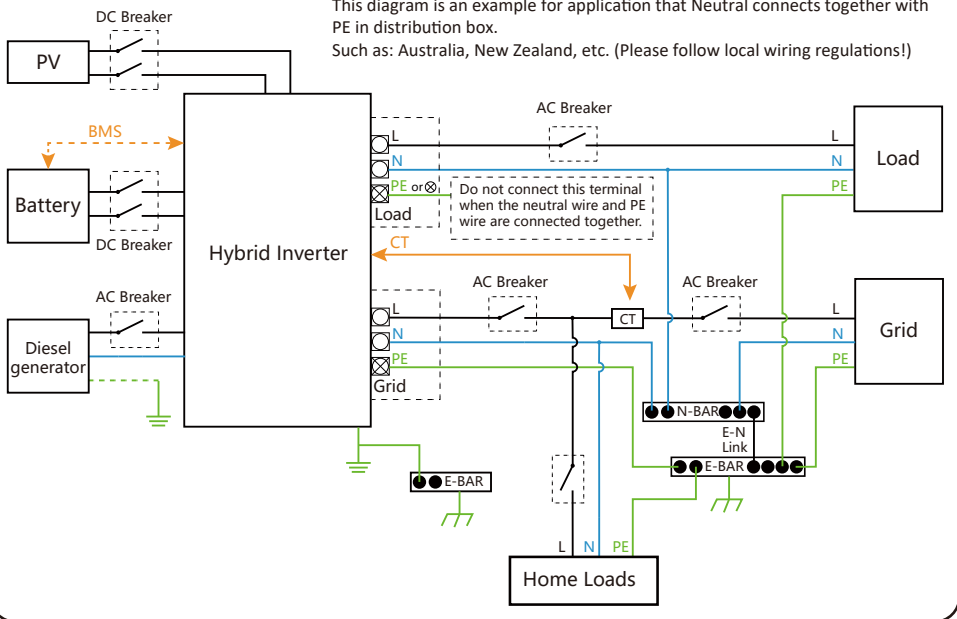 This diagram is an example for application that Neutral connects together with
PE in distribution box.
Such as: Australia, New Zealand, etc. (Please follow local wiring regulations!)
DC Breaker
PV
AC Breaker
BMS
L
L
N
N
Load
PE or
PE
Do not connect this terminal
when the neutral wire and PE
wire are connected together.
Load
Battery
DC Breaker
Hybrid Inverter
CT
AC Breaker
AC Breaker
AC Breaker
L
CT
L
N
N
Grid
Diesel
generator
PE
PE
Grid
N-BAR
E-N
Link
E-BAR
E-BAR
L
N
PE
Home Loads